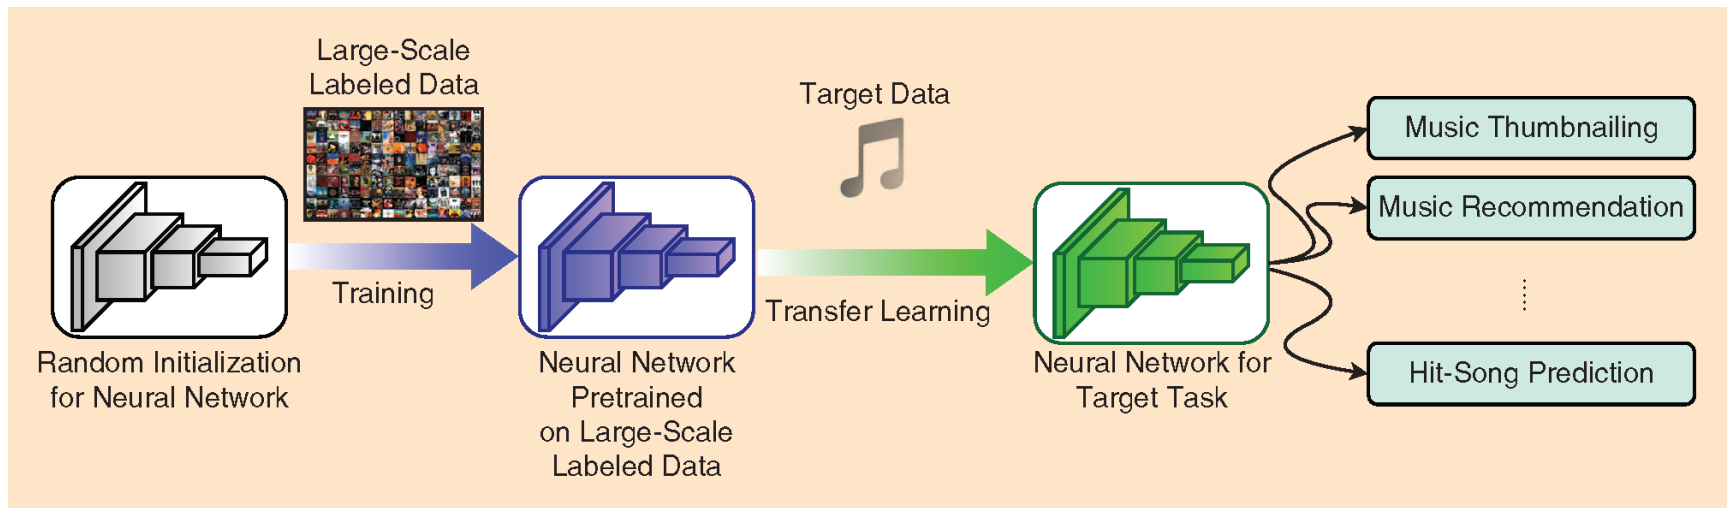 Large-Scale
Labeled Data
Target Data
Music Thumbnailing
Music Recommendation
Training
Transfer Learning
Random Initialization
for Neural Network
Neural Network
Pretrained
on Large-Scale
Labeled Data
Neural Network for
Target Task
Hit-Song Prediction